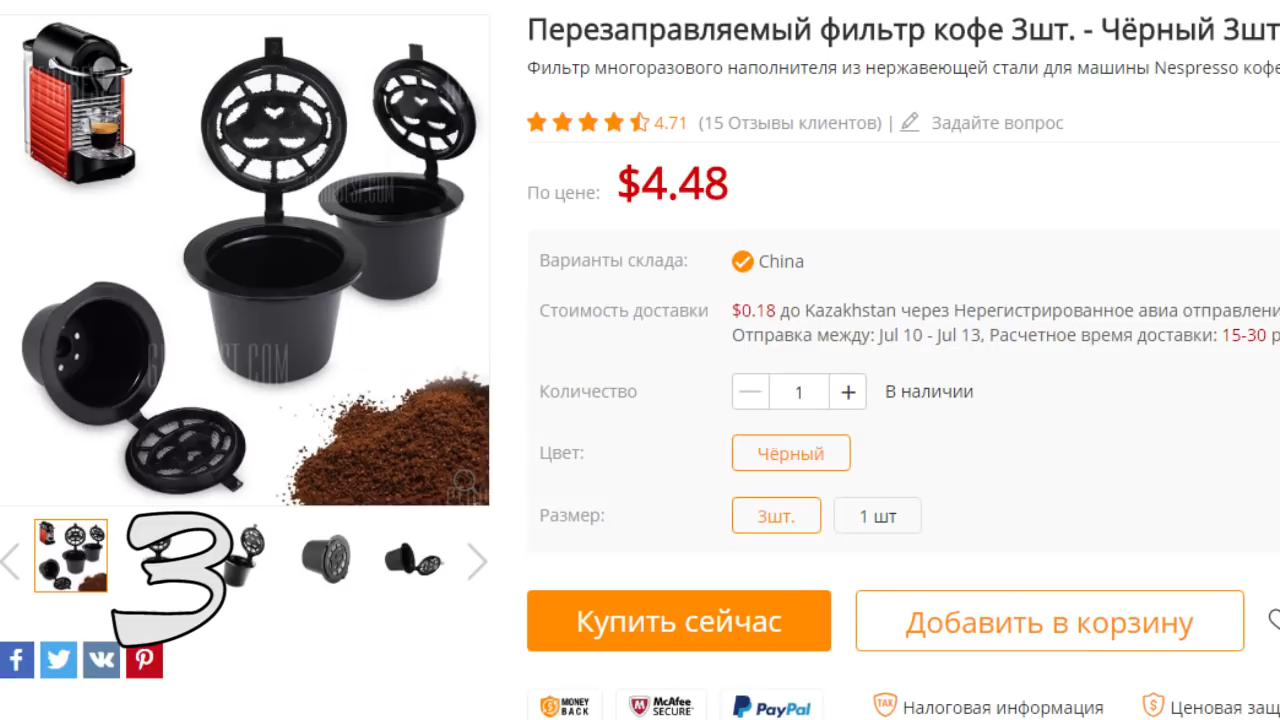 Перезаправляемый фильтр кофе 3шт. - Чёрный 3шт
Фильтр многоразового наполнителя из нержавеющей стали для машины Nespresso кофе
4.71 (15 Отзывы клиентов) | Задайте вопрос
По цене: $4.48
Варианты склада: China
Стоимость доставки $0.18 до Kazakhstan через Нерегистрированное авиа отправлени
Отправка между: Jul 10 - Jul 13, Расчетное время доставки: 15-30 р
Количество — 1 + В наличии
Цвет: Чёрный
Размер: 3шт. 1 шт
3
Купить сейчас Добавить в корзину
MONEY BACK McAfee SECURE PayPal TAX Налоговая информация $ Ценовая защ